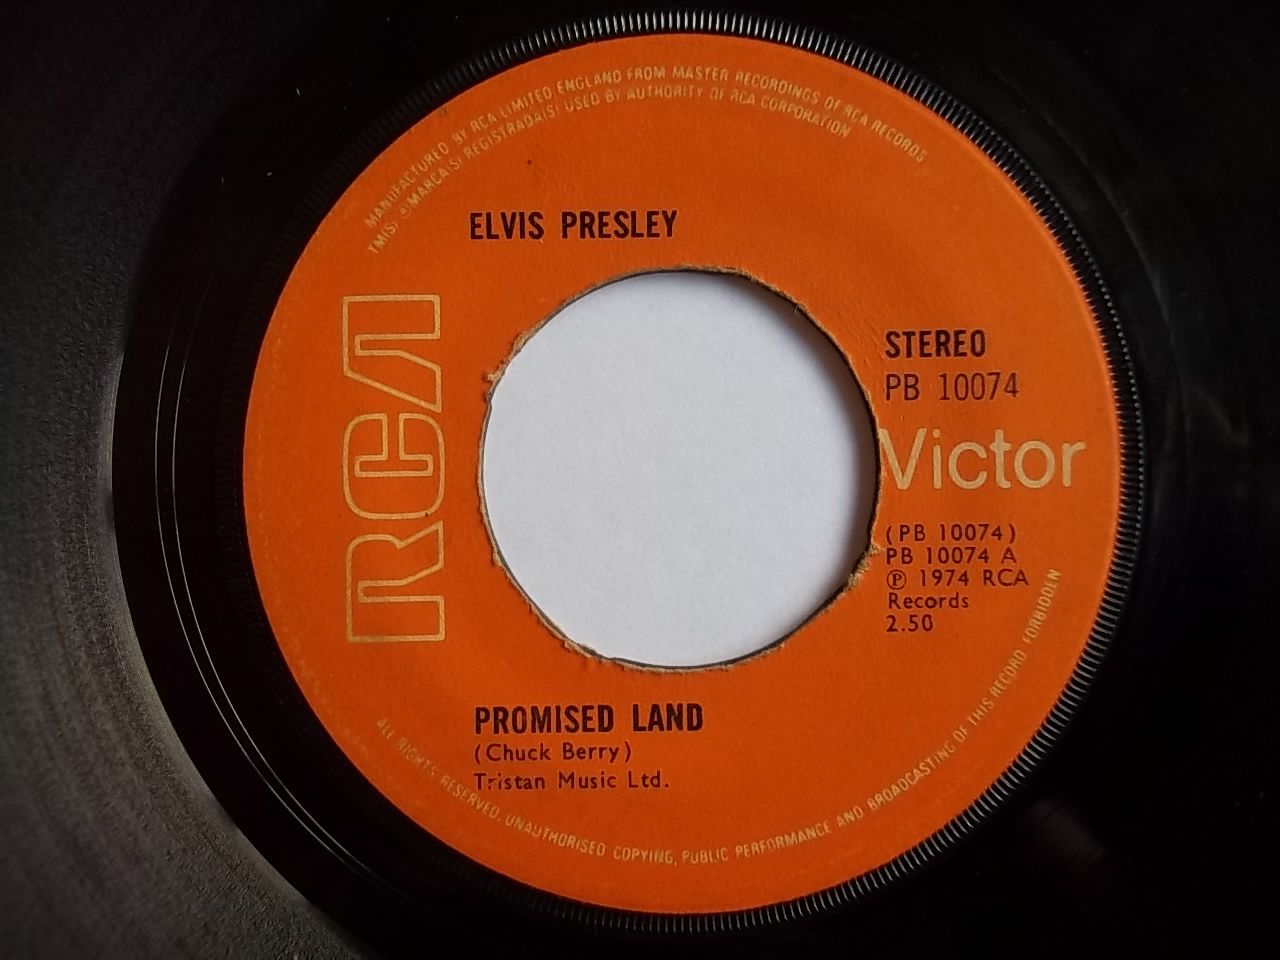 MANUFACTURED BY RCA LIMITED, ENGLAND FROM MASTER RECORDINGS OF RCA RECORDS
TM(S) ® MARCA(S) REGISTRADA(S) USED BY AUTHORITY OF RCA CORPORATION
ELVIS PRESLEY
RCA
STEREO
PB 10074
Victor
(PB 10074)
PB 10074 A
℗ 1974 RCA
Records
2.50
PROMISED LAND
(Chuck Berry)
Tristan Music Ltd.
ALL RIGHTS RESERVED. UNAUTHORISED COPYING, PUBLIC PERFORMANCE AND BROADCASTING OF THIS RECORD FORBIDDEN